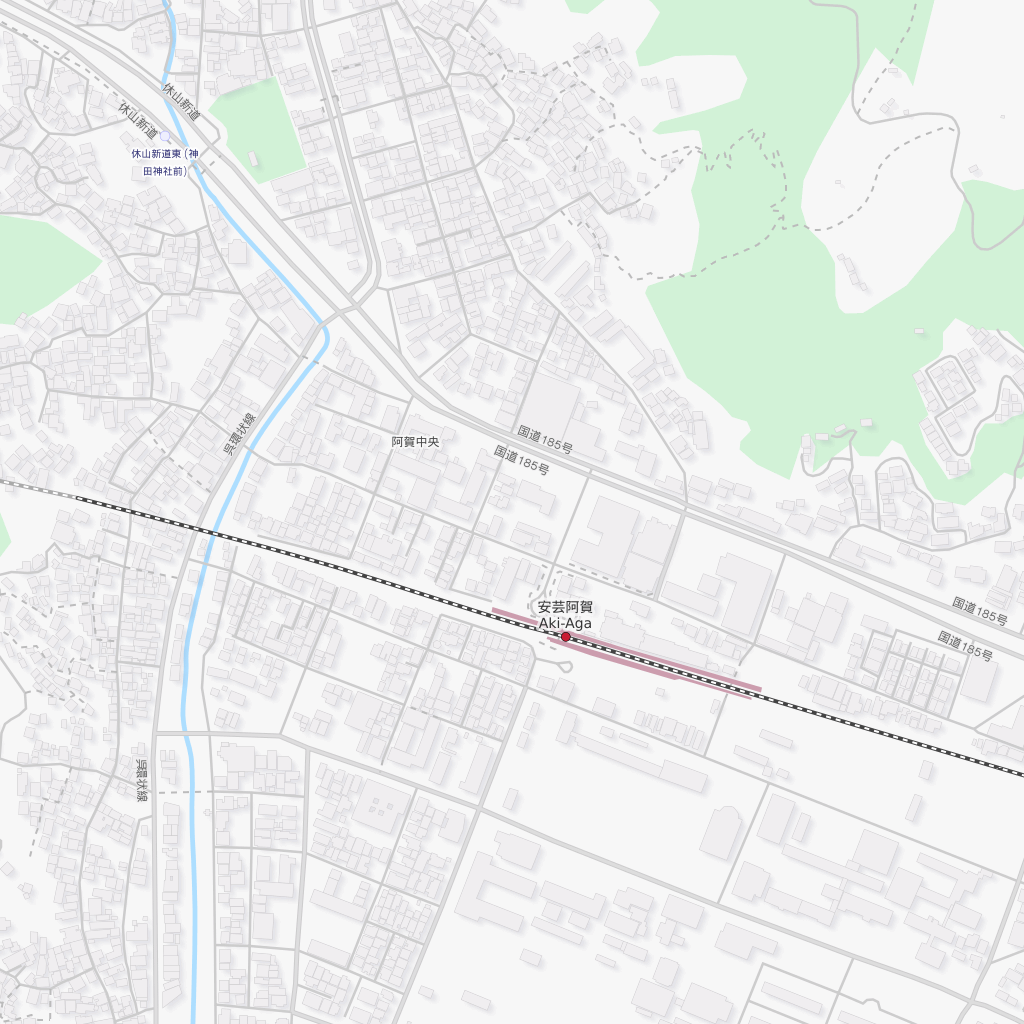 休山新道
休山新道
休山新道東 (神
田神社前)
呉環状線
阿賀中央
国道185号
国道185号
安芸阿賀
Aki-Aga
国道185号
国道185号
呉環状線